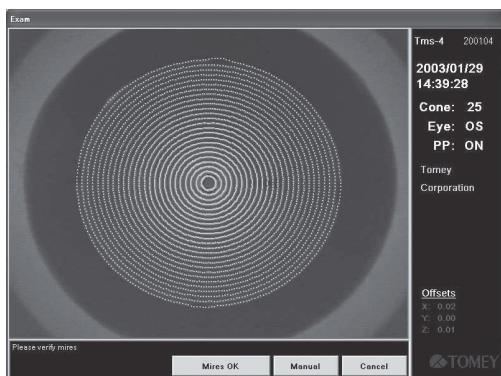 Exam
Tms-4 200104
2003/01/29
14:39:28
Cone: 25
Eye: OS
PP: ON
Tomey
Corporation
Offsets
X: 0.02
Y: 0.00
Z: 0.01
Please verify mires
Mires OK Manual Cancel
TOMEY